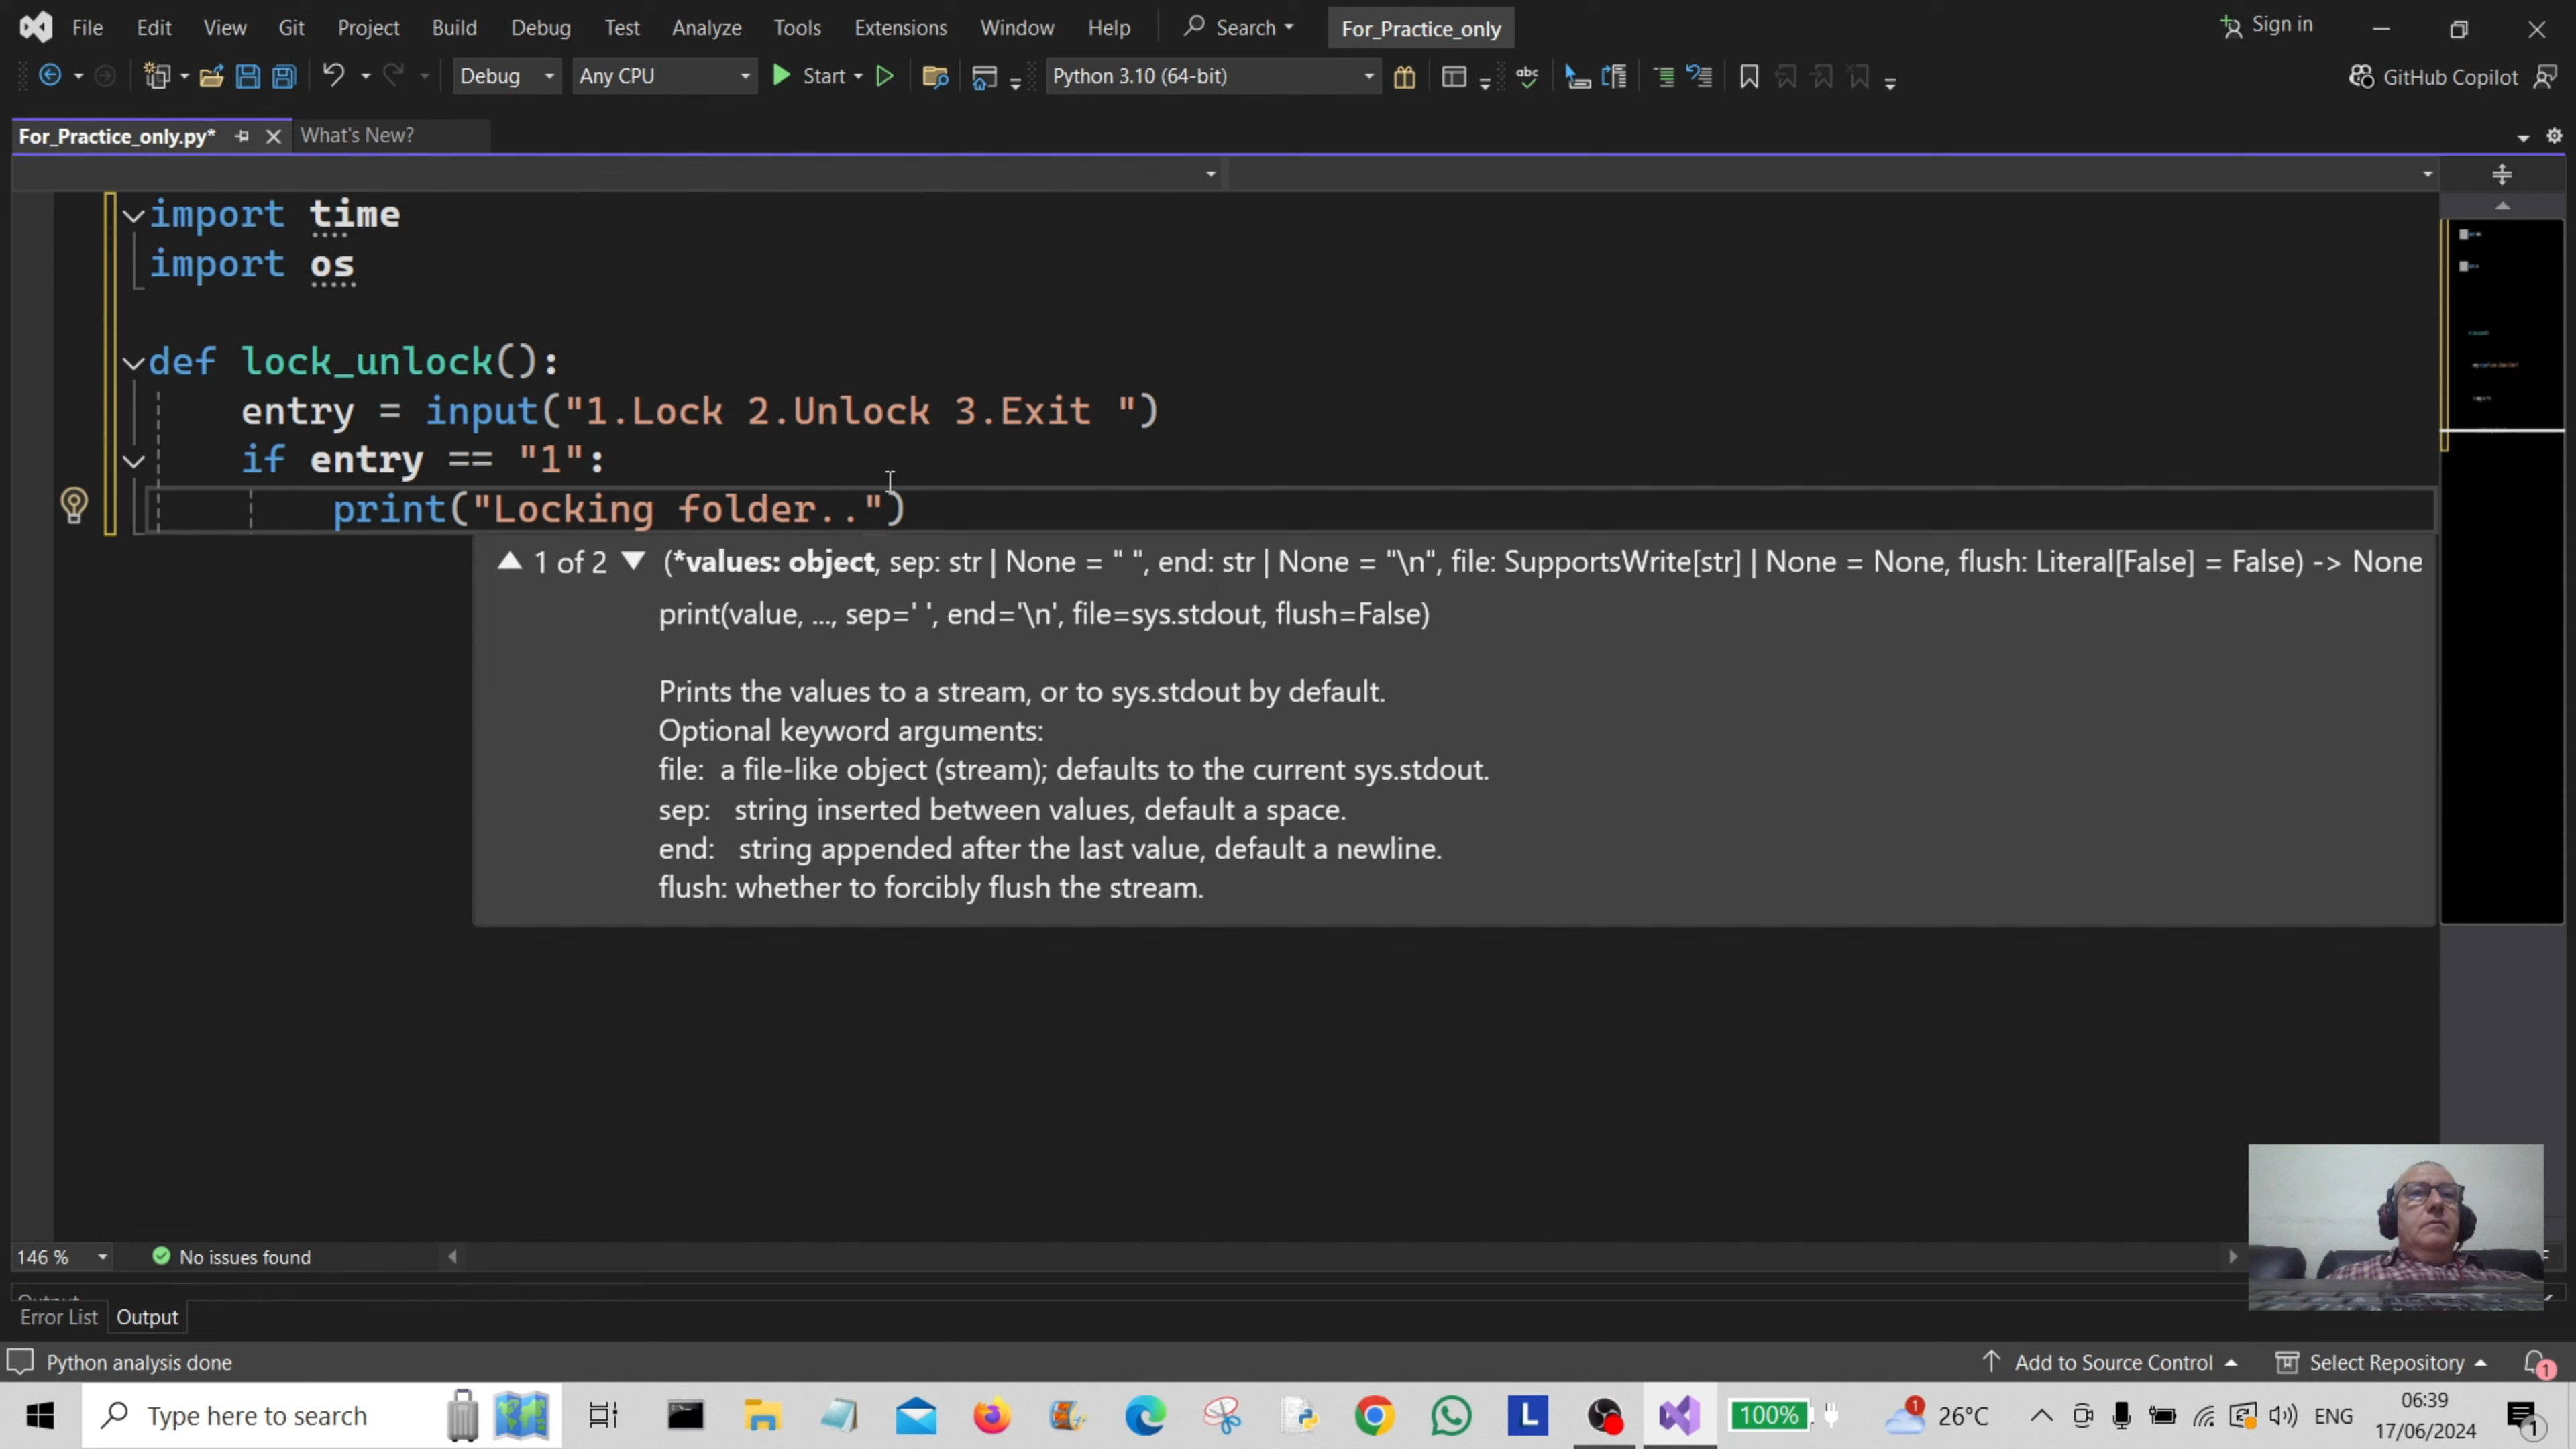 File Edit View Git Project Build Debug Test Analyze Tools Extensions Window Help Search For_Practice_only Sign in
Debug Any CPU Start Python 3.10 (64-bit) abc GitHub Copilot
For_Practice_only.py* What's New?
import time
import os
def lock_unlock():
entry = input("1.Lock 2.Unlock 3.Exit ")
if entry == "1":
print("Locking folder..")
1 of 2 (*values: object, sep: str | None = " ", end: str | None = "\n", file: SupportsWrite[str] | None = None, flush: Literal[False] = False) -> None
print(value, ..., sep=' ', end='\n', file=sys.stdout, flush=False)
Prints the values to a stream, or to sys.stdout by default.
Optional keyword arguments:
file: a file-like object (stream); defaults to the current sys.stdout.
sep: string inserted between values, default a space.
end: string appended after the last value, default a newline.
flush: whether to forcibly flush the stream.
146 % No issues found
Output
Error List Output
Python analysis done Add to Source Control Select Repository 1
Type here to search L 100% 1 26°C ENG 06:39
17/06/2024 1